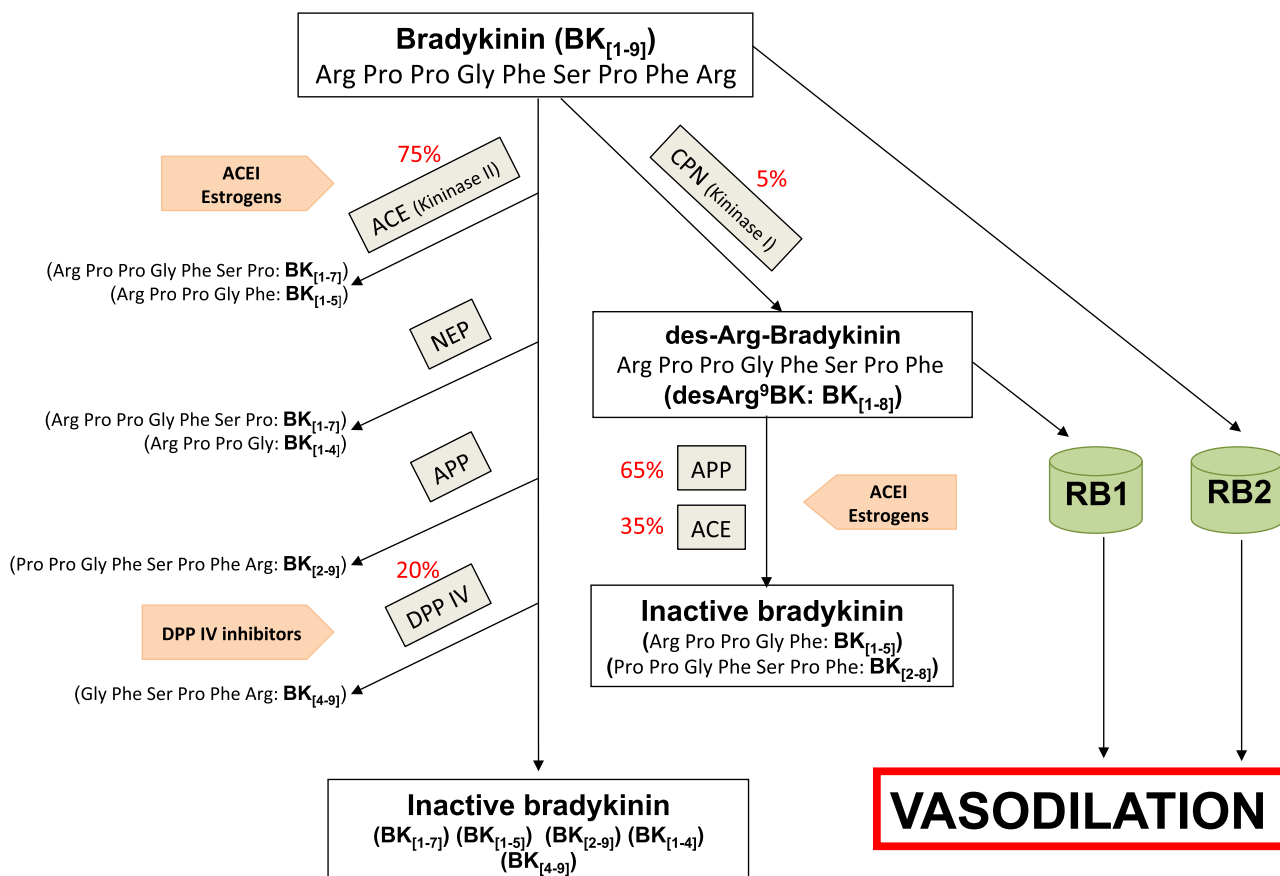 Bradykinin (BK[1-9])
Arg Pro Pro Gly Phe Ser Pro Phe Arg
75%
ACEI
Estrogens
ACE (Kininase II)
CPN (Kininase I)
5%
(Arg Pro Pro Gly Phe Ser Pro: BK[1-7])
(Arg Pro Pro Gly Phe: BK[1-5])
NEP
des-Arg-Bradykinin
Arg Pro Pro Gly Phe Ser Pro Phe
(desArg⁹BK: BK[1-8])
(Arg Pro Pro Gly Phe Ser Pro: BK[1-7])
(Arg Pro Pro Gly: BK[1-4])
APP
65%
APP
35%
ACE
ACEI
Estrogens
RB1
RB2
(Pro Pro Gly Phe Ser Pro Phe Arg: BK[2-9])
20%
DPP IV
DPP IV inhibitors
Inactive bradykinin
(Arg Pro Pro Gly Phe: BK[1-5])
(Pro Pro Gly Phe Ser Pro Phe: BK[2-8])
(Gly Phe Ser Pro Phe Arg: BK[4-9])
Inactive bradykinin
(BK[1-7]) (BK[1-5]) (BK[2-9]) (BK[1-4])
(BK[4-9])
VASODILATION